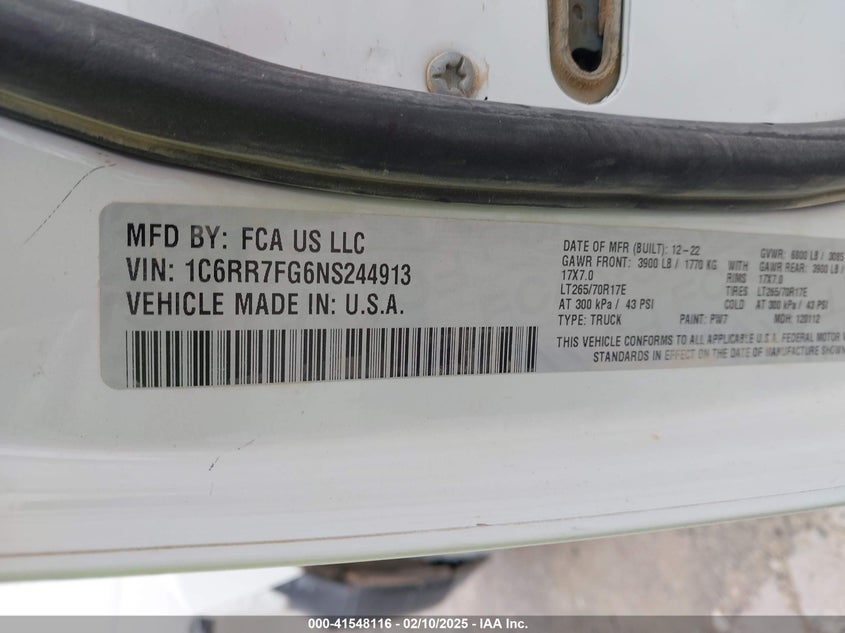 MFD BY: FCA US LLC
VIN: 1C6RR7FG6NS244913
VEHICLE MADE IN: U.S.A.
DATE OF MFR (BUILT): 12-22 GVWR: 6800 LB / 3085
GAWR FRONT: 3900 LB / 1770 KG GAWR REAR: 3900 LB
17X7.0 RIMS 17X7.0
LT265/70R17E TIRES LT265/70R17E
AT 300 kPa / 43 PSI COLD AT 300 kPa / 43 PSI
TYPE: TRUCK PAINT: PW7 MDH: 120112
THIS VEHICLE CONFORMS TO ALL APPLICABLE U.S.A. FEDERAL MOTOR
STANDARDS IN EFFECT ON THE DATE OF MANUFACTURE SHOWN
000-41548116 - 02/10/2025 - IAA Inc.